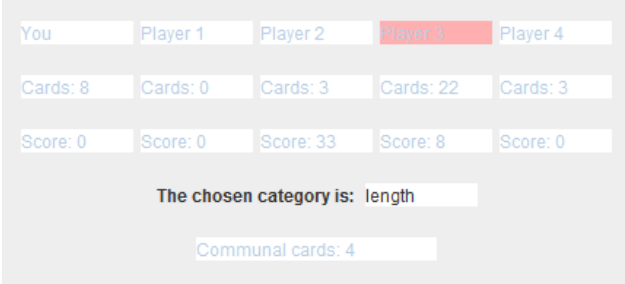 You Player 1 Player 2 Player 3 Player 4
Cards: 8 Cards: 0 Cards: 3 Cards: 22 Cards: 3
Score: 0 Score: 0 Score: 33 Score: 8 Score: 0
The chosen category is: length
Communal cards: 4